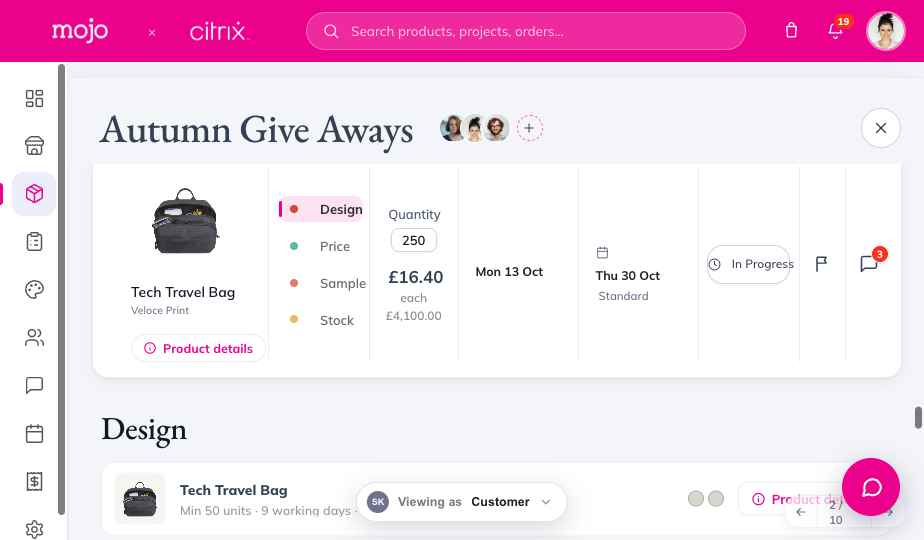 mojo × citrix
Search products, projects, orders...
19
Autumn Give Aways
Tech Travel Bag
Veloce Print
Product details
Design
Price
Sample
Stock
Quantity
250
£16.40
each
£4,100.00
Mon 13 Oct
Thu 30 Oct
Standard
In Progress
3
Design
Tech Travel Bag
Min 50 units · 9 working days ·
SK Viewing as Customer
Product
2 /
10